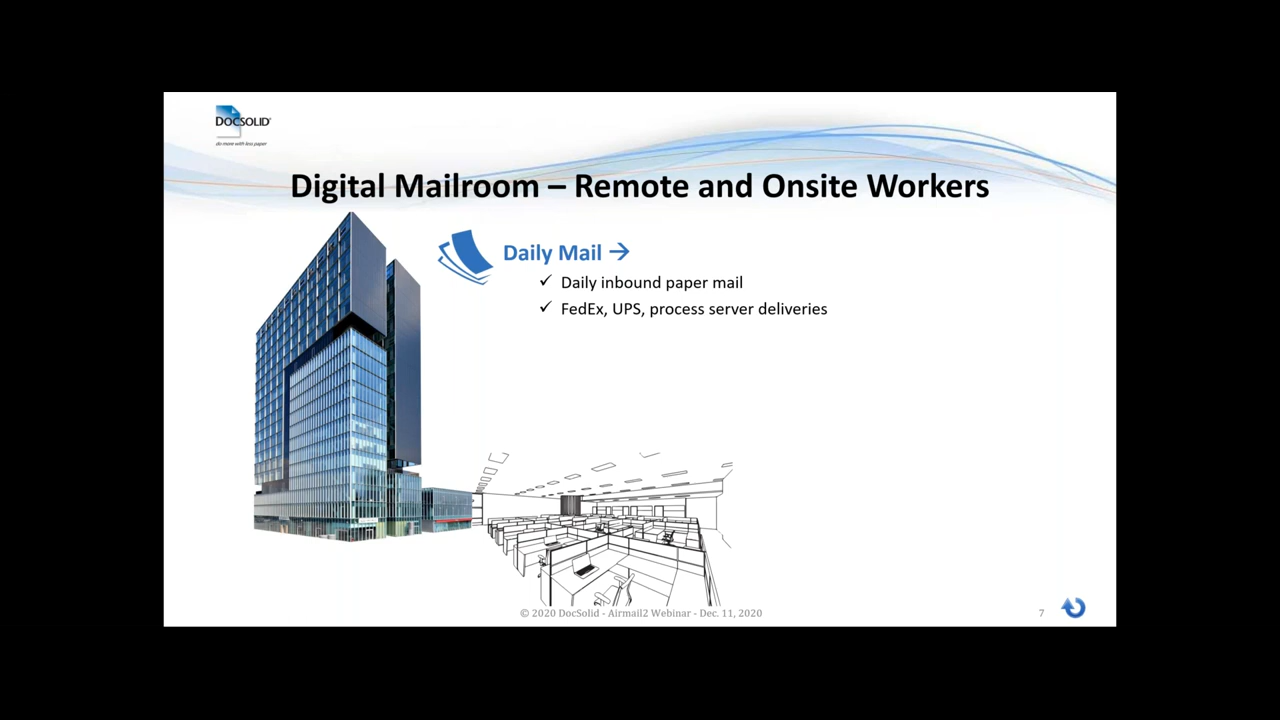 DOCSOLID
do more with less paper
Digital Mailroom – Remote and Onsite Workers
Daily Mail →
✓ Daily inbound paper mail
✓ FedEx, UPS, process server deliveries
© 2020 DocSolid - Airmail2 Webinar - Dec. 11, 2020
7